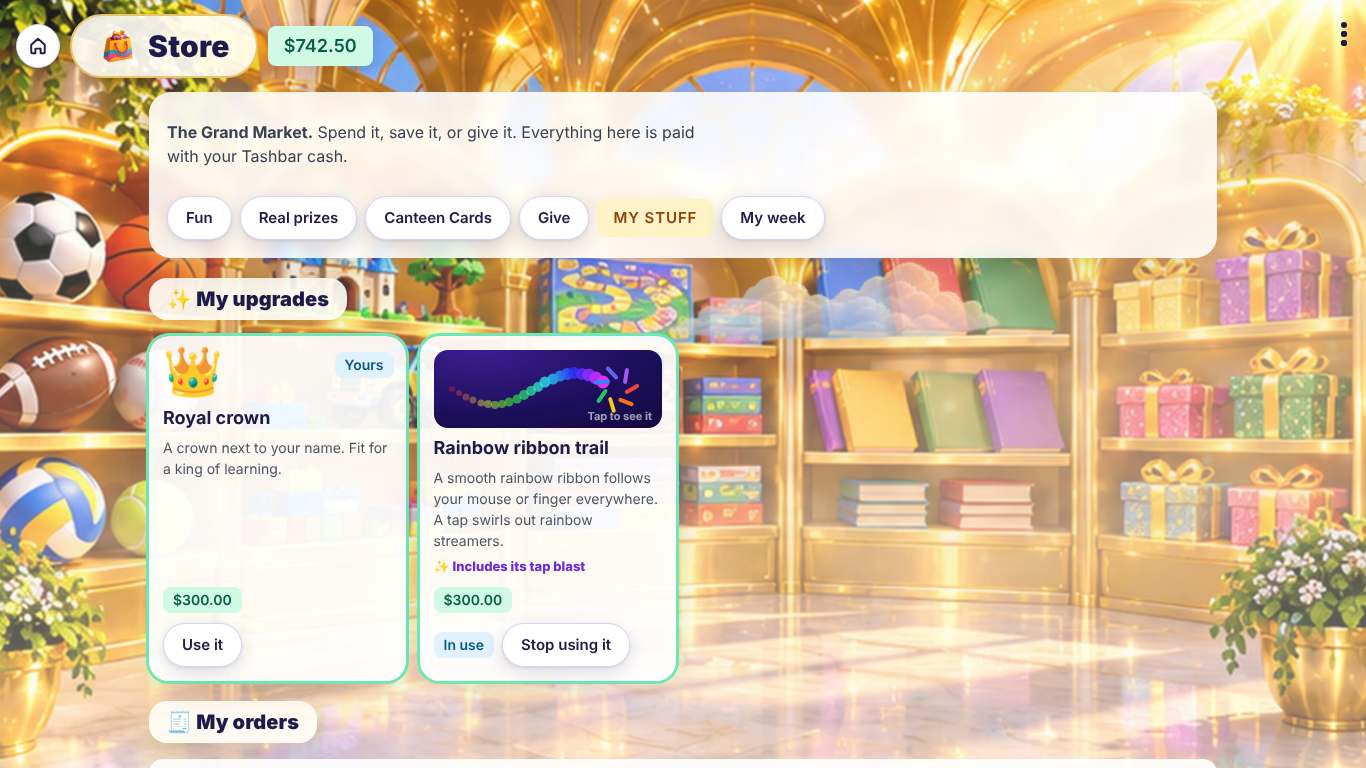 Store
$742.50
The Grand Market. Spend it, save it, or give it. Everything here is paid
with your Tashbar cash.
Fun
Real prizes
Canteen Cards
Give
MY STUFF
My week
My upgrades
Yours
Royal crown
A crown next to your name. Fit for
a king of learning.
$300.00
Use it
Tap to see it
Rainbow ribbon trail
A smooth rainbow ribbon follows
your mouse or finger everywhere.
A tap swirls out rainbow
streamers.
✨ Includes its tap blast
$300.00
In use
Stop using it
My orders